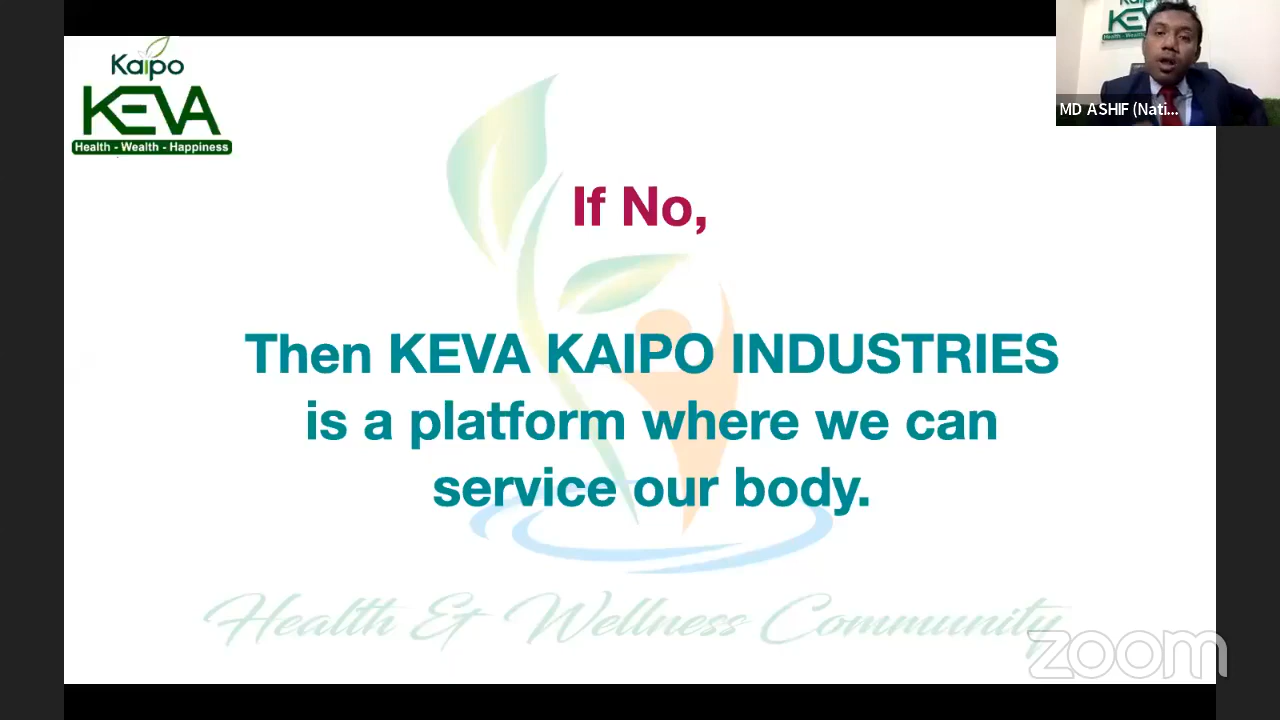 Kaipo
KEVA
Health - Wealth - Happiness
MD ASHIF (Nati...
If No,
Then KEVA KAIPO INDUSTRIES
is a platform where we can
service our body.
Health & Wellness Community
zoom